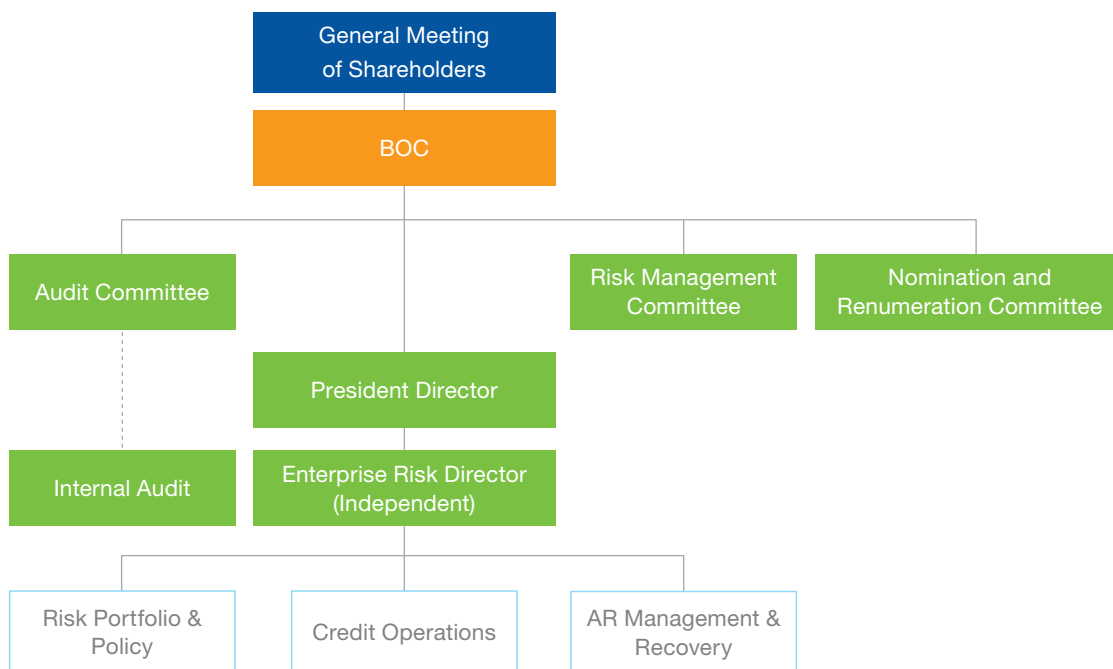 General Meeting
of Shareholders
BOC
Audit Committee
Risk Management
Committee
Nomination and
Renumeration Committee
President Director
Internal Audit
Enterprise Risk Director
(Independent)
Risk Portfolio &
Policy
Credit Operations
AR Management &
Recovery